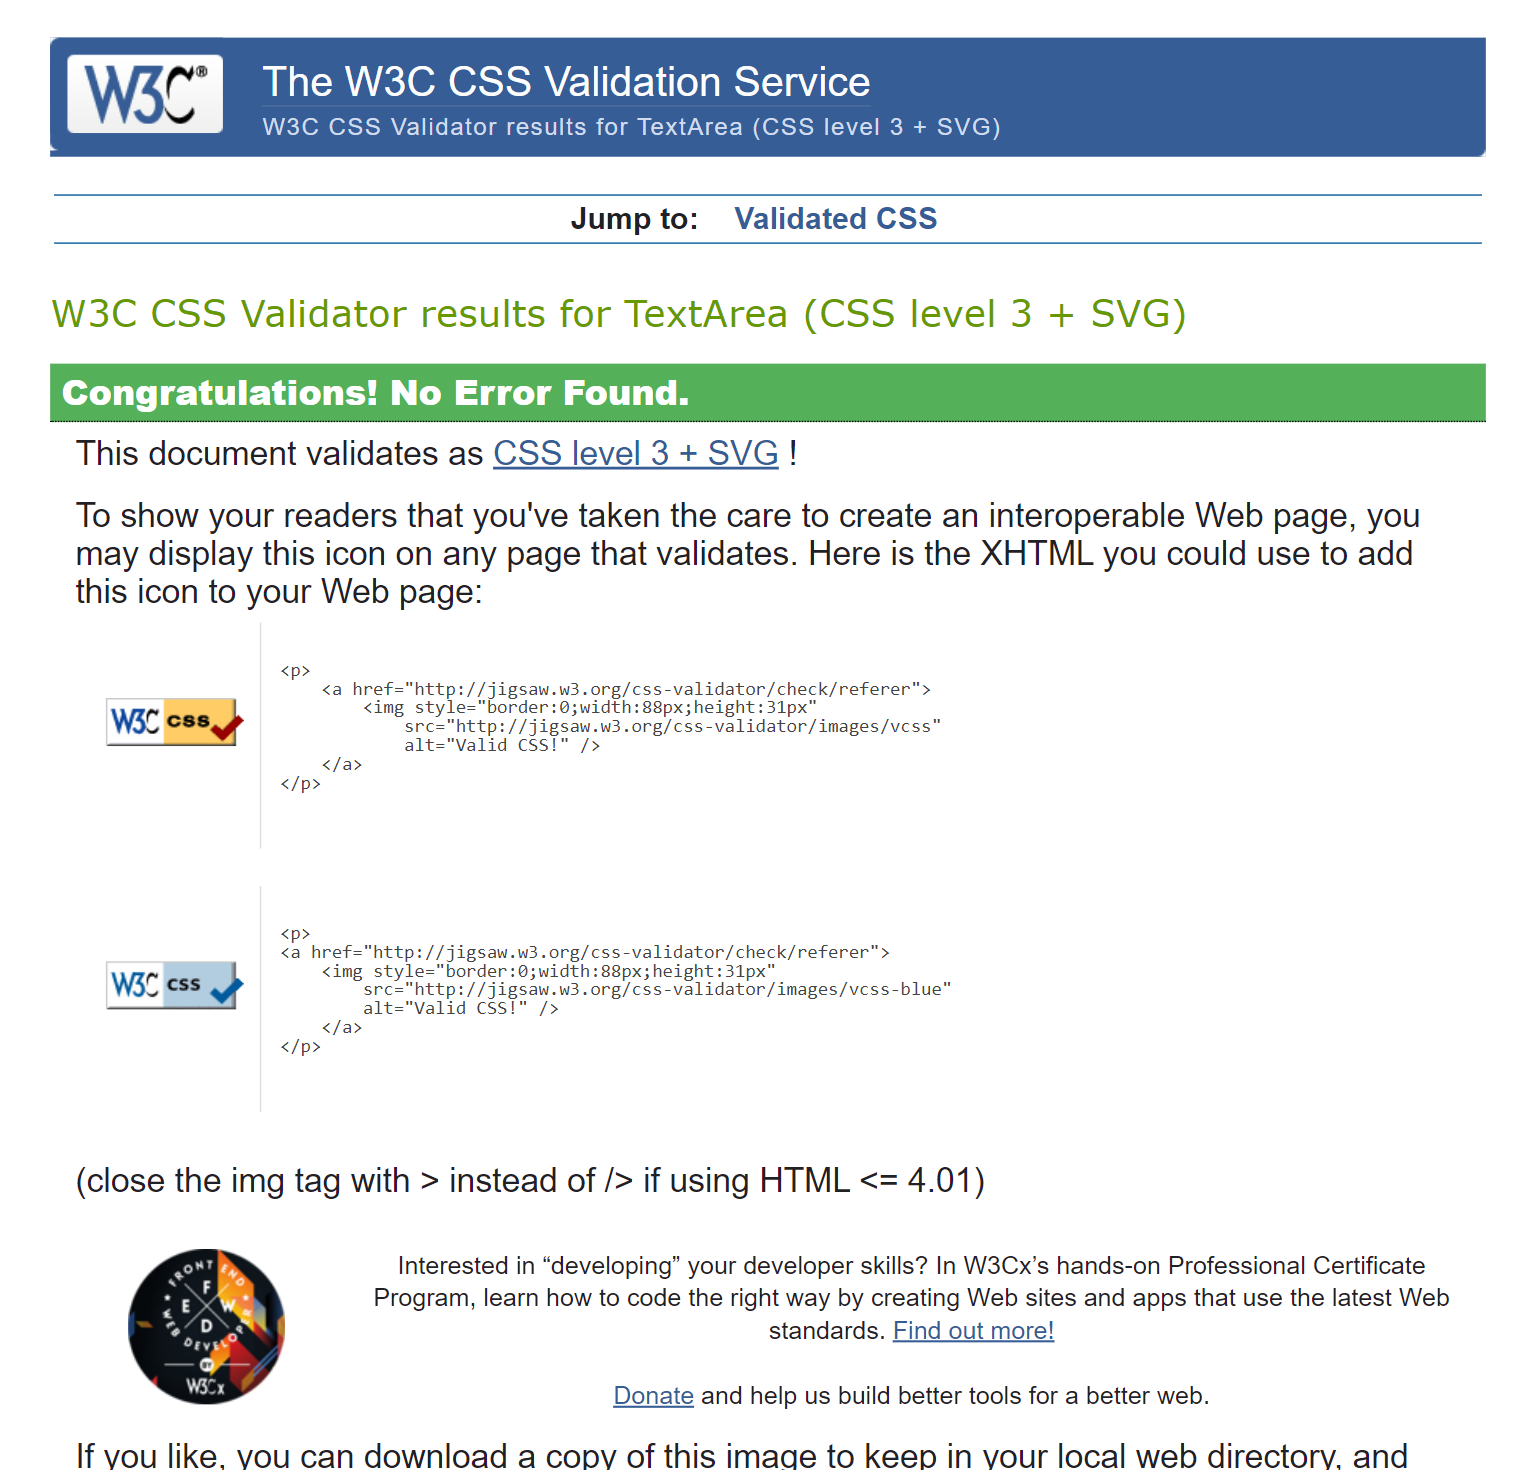 W3C®
The W3C CSS Validation Service
W3C CSS Validator results for TextArea (CSS level 3 + SVG)
Jump to: Validated CSS
W3C CSS Validator results for TextArea (CSS level 3 + SVG)
Congratulations! No Error Found.
This document validates as CSS level 3 + SVG !
To show your readers that you've taken the care to create an interoperable Web page, you
may display this icon on any page that validates. Here is the XHTML you could use to add
this icon to your Web page:
W3C css
<p>
<a href="http://jigsaw.w3.org/css-validator/check/referer">
<img style="border:0;width:88px;height:31px"
src="http://jigsaw.w3.org/css-validator/images/vcss"
alt="Valid CSS!" />
</a>
</p>
W3C css
<p>
<a href="http://jigsaw.w3.org/css-validator/check/referer">
<img style="border:0;width:88px;height:31px"
src="http://jigsaw.w3.org/css-validator/images/vcss-blue"
alt="Valid CSS!" />
</a>
</p>
(close the img tag with > instead of /> if using HTML <= 4.01)
FRONT END
WEB DEVELOPER
F
E W
D
BY
W3Cx
Interested in “developing” your developer skills? In W3Cx’s hands-on Professional Certificate
Program, learn how to code the right way by creating Web sites and apps that use the latest Web
standards. Find out more!
Donate and help us build better tools for a better web.
If you like, you can download a copy of this image to keep in your local web directory, and